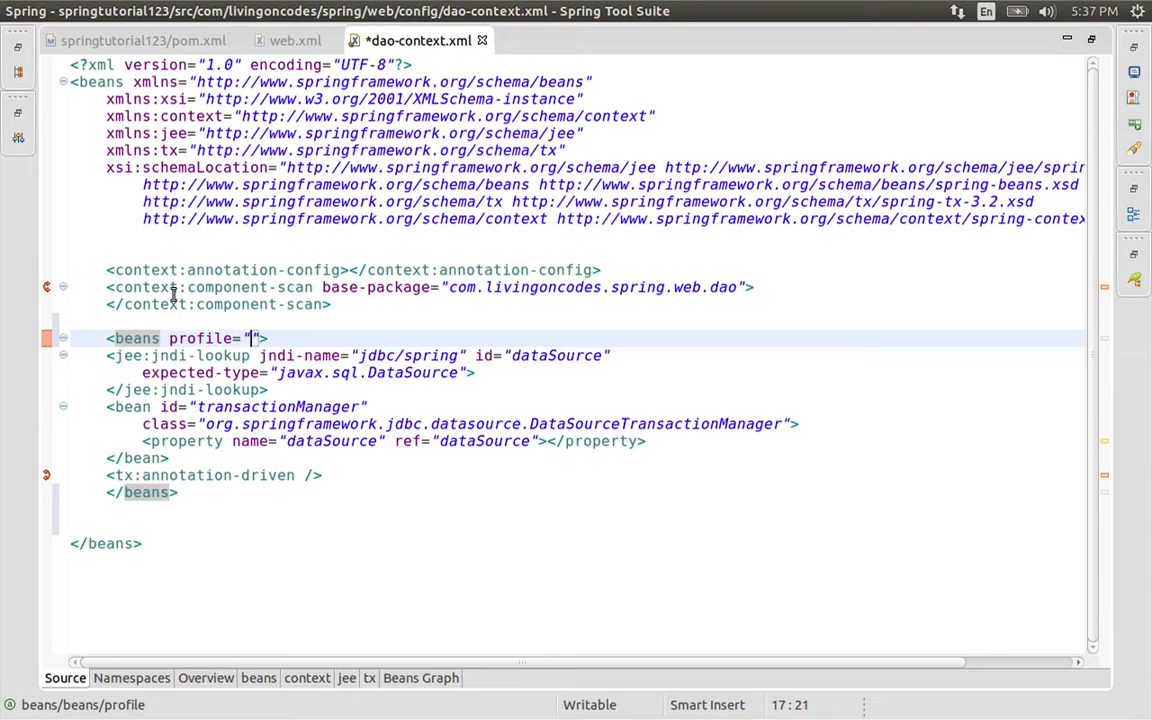 Spring - springtutorial123/src/com/livingoncodes/spring/web/config/dao-context.xml - Spring Tool Suite En 5:37 PM
springtutorial123/pom.xml web.xml *dao-context.xml
<?xml version="1.0" encoding="UTF-8"?>
<beans xmlns="http://www.springframework.org/schema/beans"
xmlns:xsi="http://www.w3.org/2001/XMLSchema-instance"
xmlns:context="http://www.springframework.org/schema/context"
xmlns:jee="http://www.springframework.org/schema/jee"
xmlns:tx="http://www.springframework.org/schema/tx"
xsi:schemaLocation="http://www.springframework.org/schema/jee http://www.springframework.org/schema/jee/sprin
http://www.springframework.org/schema/beans http://www.springframework.org/schema/beans/spring-beans.xsd
http://www.springframework.org/schema/tx http://www.springframework.org/schema/tx/spring-tx-3.2.xsd
http://www.springframework.org/schema/context http://www.springframework.org/schema/context/spring-contex
<context:annotation-config></context:annotation-config>
<context:component-scan base-package="com.livingoncodes.spring.web.dao">
</context:component-scan>
<beans profile="">
<jee:jndi-lookup jndi-name="jdbc/spring" id="dataSource"
expected-type="javax.sql.DataSource">
</jee:jndi-lookup>
<bean id="transactionManager"
class="org.springframework.jdbc.datasource.DataSourceTransactionManager">
<property name="dataSource" ref="dataSource"></property>
</bean>
<tx:annotation-driven />
</beans>
</beans>
Source Namespaces Overview beans context jee tx Beans Graph
beans/beans/profile Writable Smart Insert 17 : 21